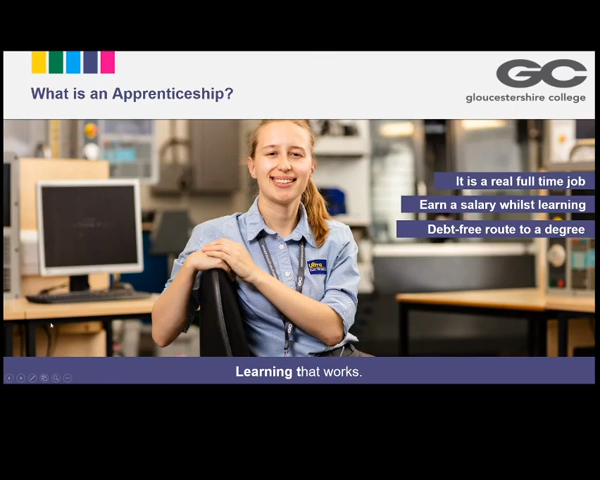 What is an Apprenticeship?
GC
gloucestershire college
It is a real full time job
Earn a salary whilst learning
Debt-free route to a degree
Learning that works.